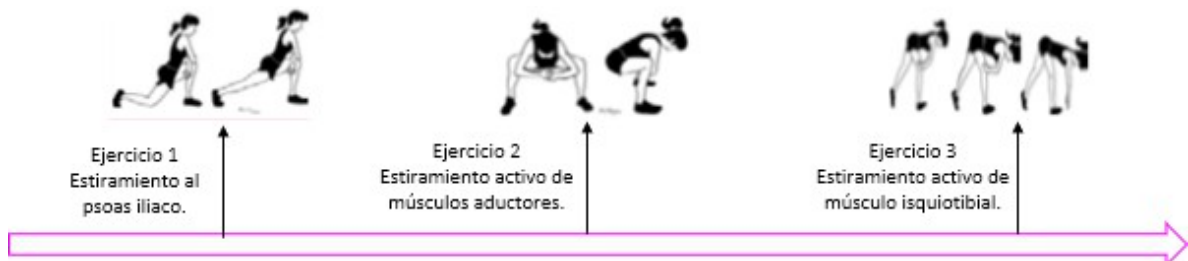 Ejercicio 1
Estiramiento al
psoas iliaco.
Ejercicio 2
Estiramiento activo de
músculos aductores.
Ejercicio 3
Estiramiento activo de
músculo isquiotibial.